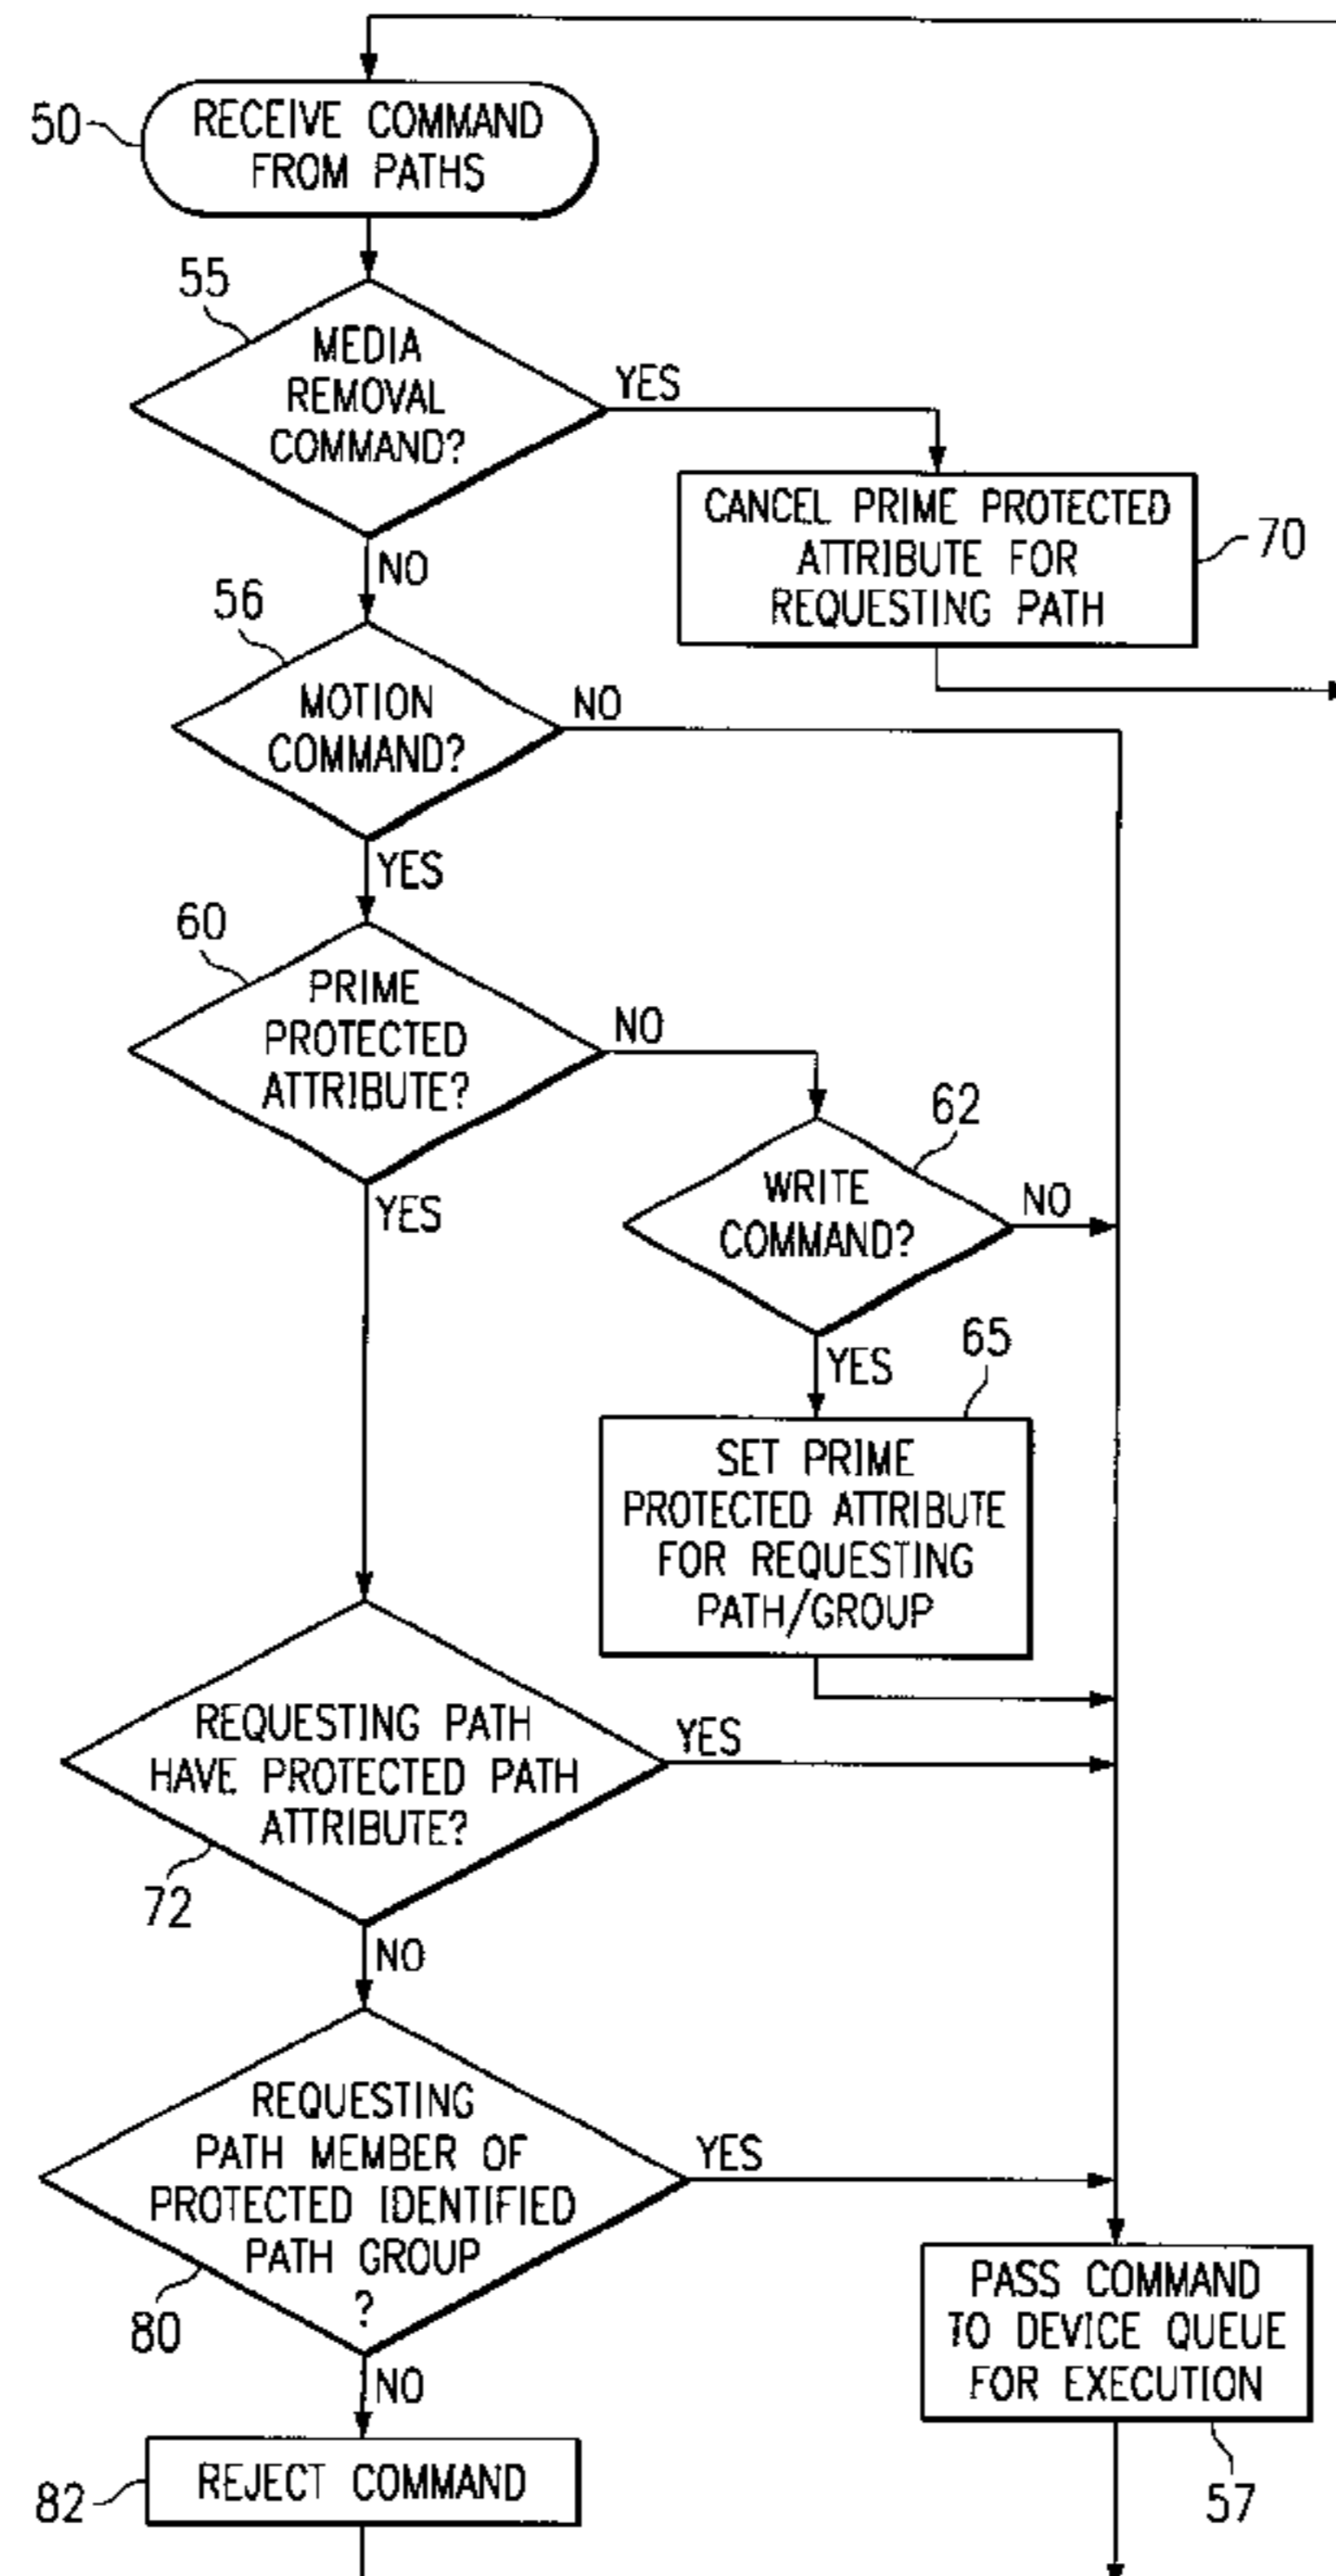 50
RECEIVE COMMAND
FROM PATHS
55
MEDIA
REMOVAL
COMMAND?
YES
NO
CANCEL PRIME PROTECTED
ATTRIBUTE FOR
REQUESTING PATH
70
56
MOTION
COMMAND?
NO
YES
60
PRIME
PROTECTED
ATTRIBUTE?
NO
YES
62
WRITE
COMMAND?
NO
YES
65
SET PRIME
PROTECTED ATTRIBUTE
FOR REQUESTING
PATH/GROUP
REQUESTING PATH
HAVE PROTECTED PATH
ATTRIBUTE?
YES
72
NO
REQUESTING
PATH MEMBER OF
PROTECTED IDENTIFIED
PATH GROUP
?
YES
80
NO
PASS COMMAND
TO DEVICE QUEUE
FOR EXECUTION
57
REJECT COMMAND
82